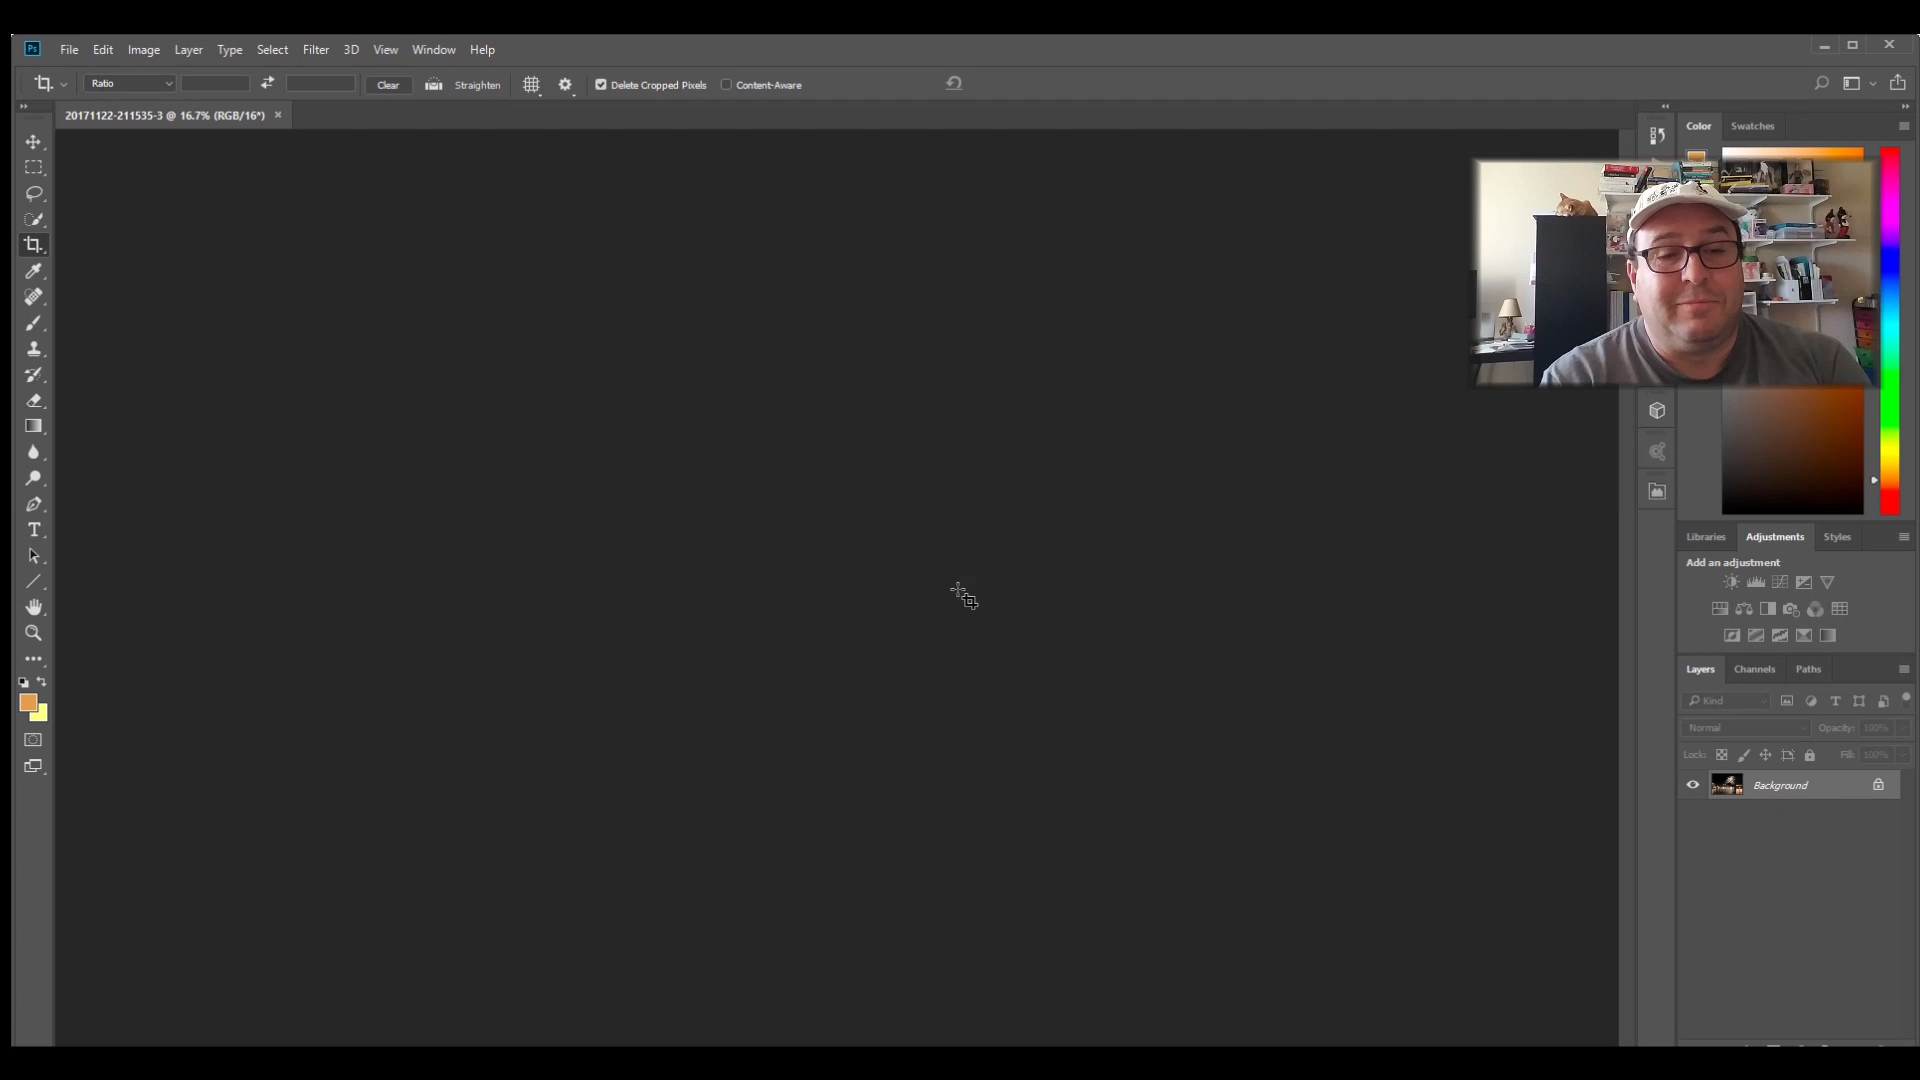 Ps File Edit Image Layer Type Select Filter 3D View Window Help
Ratio Clear Straighten Delete Cropped Pixels Content-Aware
20171122-211535-3 @ 16.7% (RGB/16*) ×
Color Swatches
Libraries Adjustments Styles
Add an adjustment
Layers Channels Paths
Kind
Normal Opacity: 100%
Lock: Fill: 100%
Background